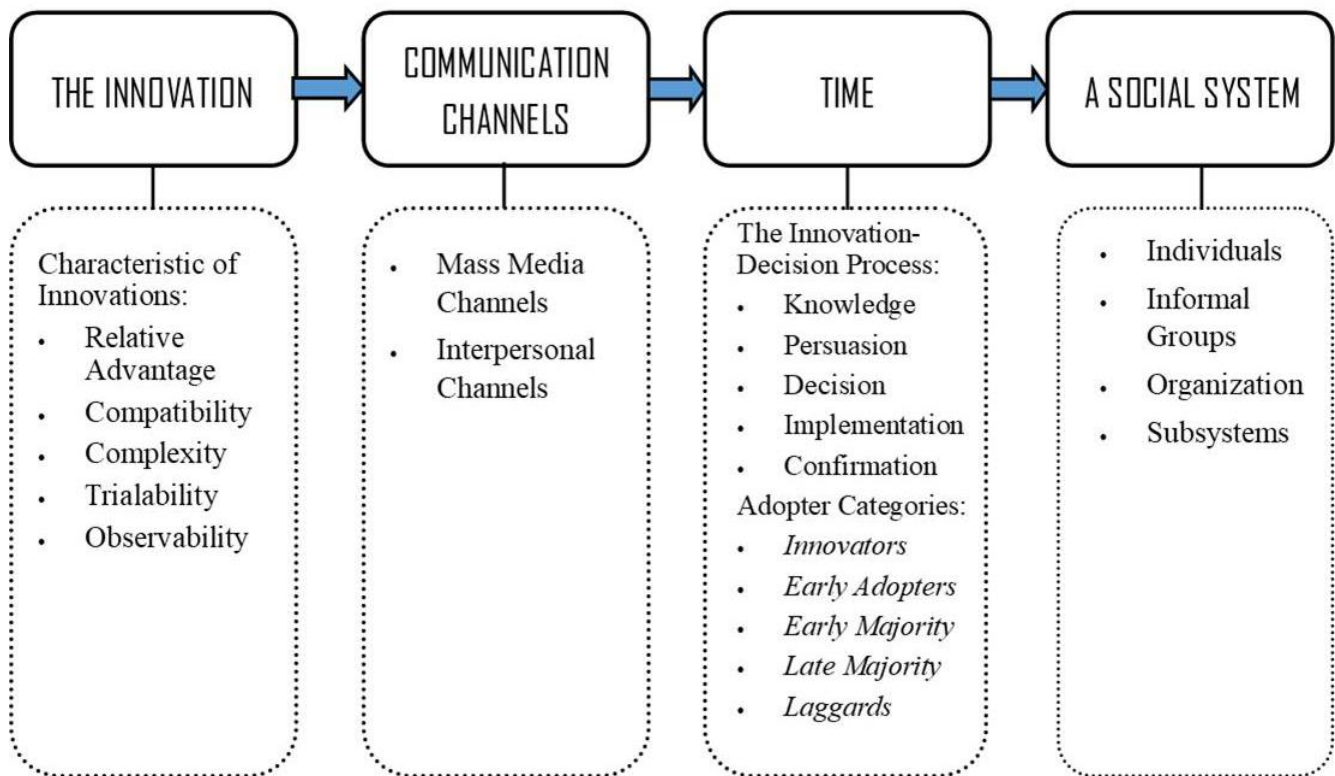 THE INNOVATION
COMMUNICATION
CHANNELS
TIME
A SOCIAL SYSTEM
Characteristic of
Innovations:
• Relative
Advantage
• Compatibility
• Complexity
• Trialability
• Observability
• Mass Media
Channels
• Interpersonal
Channels
The Innovation-
Decision Process:
• Knowledge
• Persuasion
• Decision
• Implementation
• Confirmation
Adopter Categories:
• Innovators
• Early Adopters
• Early Majority
• Late Majority
• Laggards
• Individuals
• Informal
Groups
• Organization
• Subsystems